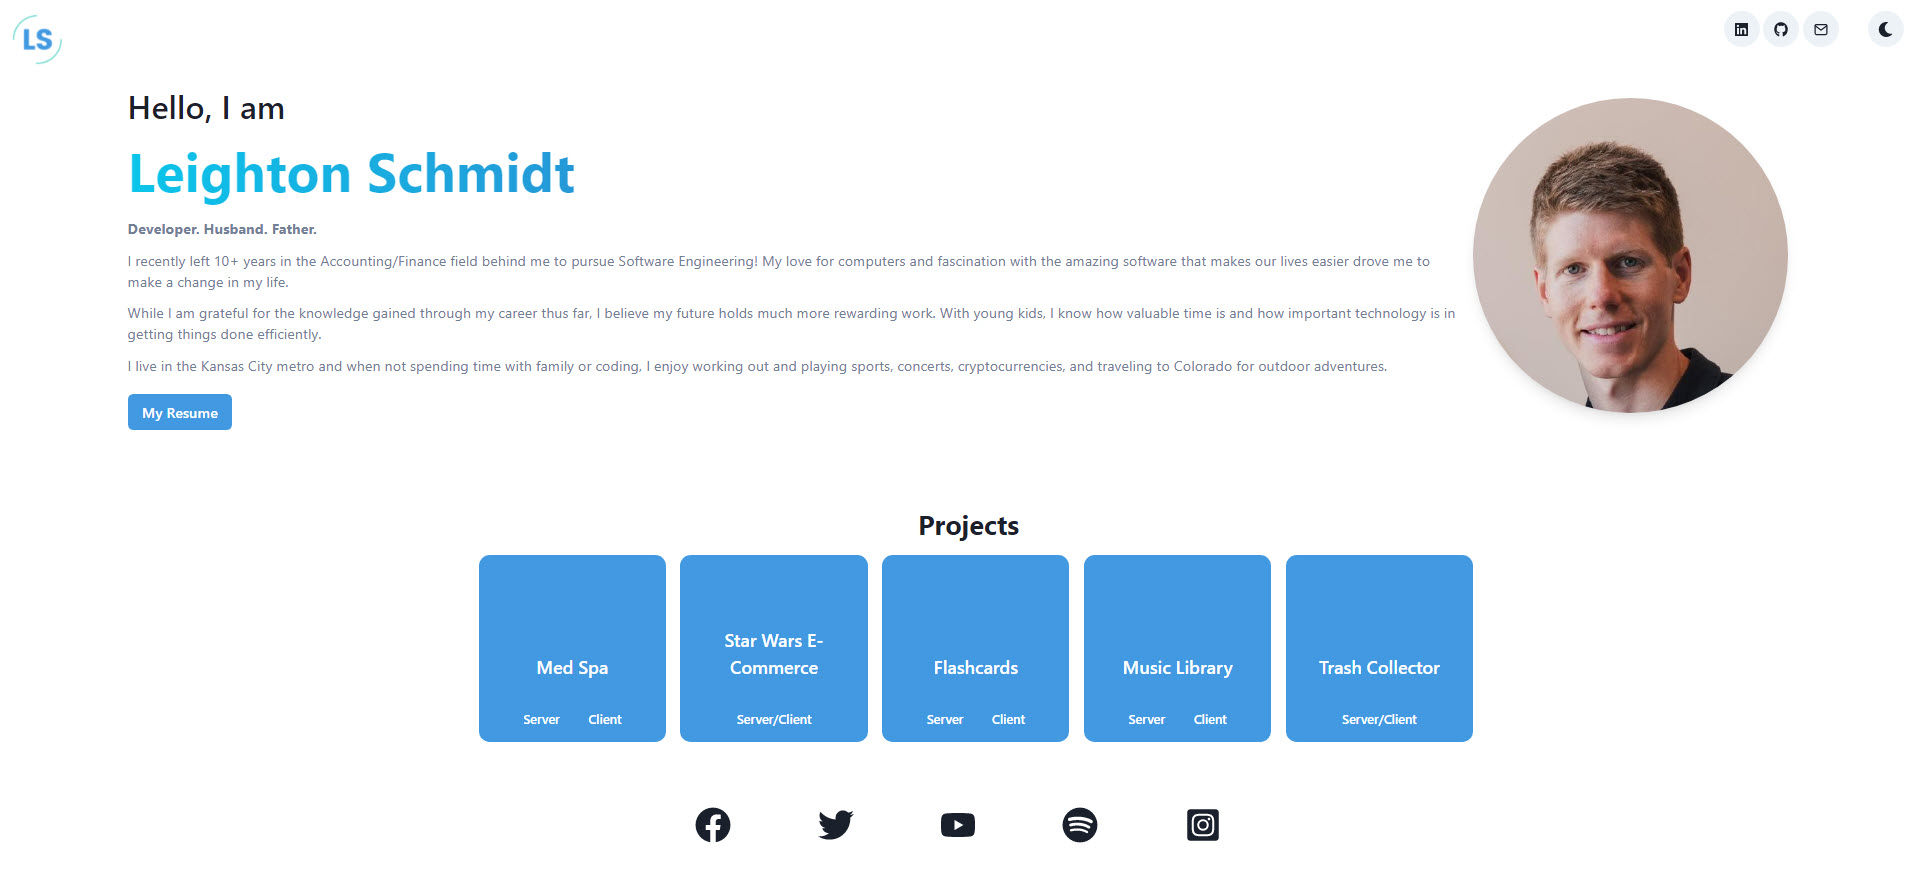 LS
Hello, I am
Leighton Schmidt
Developer. Husband. Father.
I recently left 10+ years in the Accounting/Finance field behind me to pursue Software Engineering! My love for computers and fascination with the amazing software that makes our lives easier drove me to
make a change in my life.
While I am grateful for the knowledge gained through my career thus far, I believe my future holds much more rewarding work. With young kids, I know how valuable time is and how important technology is in
getting things done efficiently.
I live in the Kansas City metro and when not spending time with family or coding, I enjoy working out and playing sports, concerts, cryptocurrencies, and traveling to Colorado for outdoor adventures.
My Resume
Projects
Med Spa
Server Client
Star Wars E-
Commerce
Server/Client
Flashcards
Server Client
Music Library
Server Client
Trash Collector
Server/Client